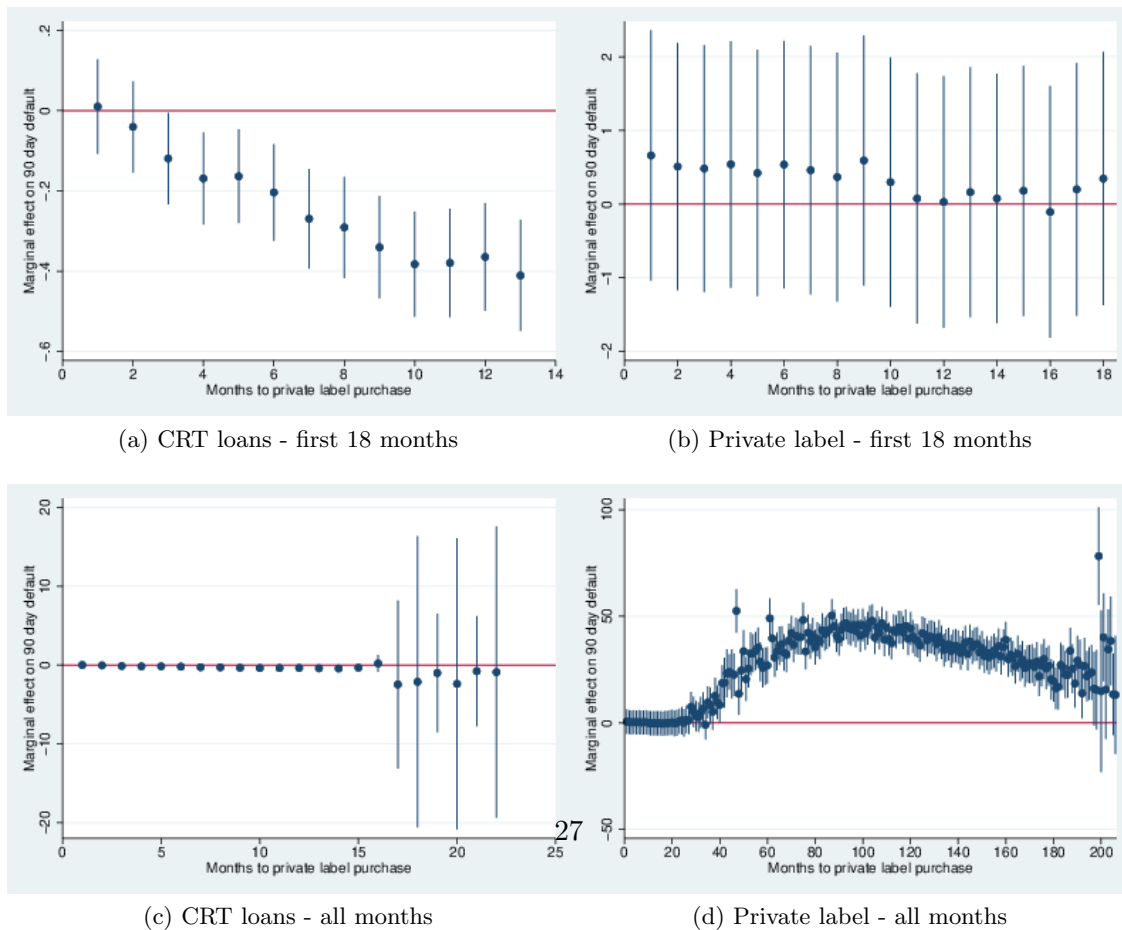 Marginal effect on 90 day default
.2
0
-.2
-.4
-.6
0 2 4 6 8 10 12 14
Months to private label purchase
(a) CRT loans - first 18 months
Marginal effect on 90 day default
2
1
0
-1
-2
0 2 4 6 8 10 12 14 16 18
Months to private label purchase
(b) Private label - first 18 months
Marginal effect on 90 day default
20
10
0
-10
-20
0 5 10 15 20 25
Months to private label purchase
(c) CRT loans - all months
27
Marginal effect on 90 day default
100
50
0
-50
0 20 40 60 80 100 120 140 160 180 200
Months to private label purchase
(d) Private label - all months